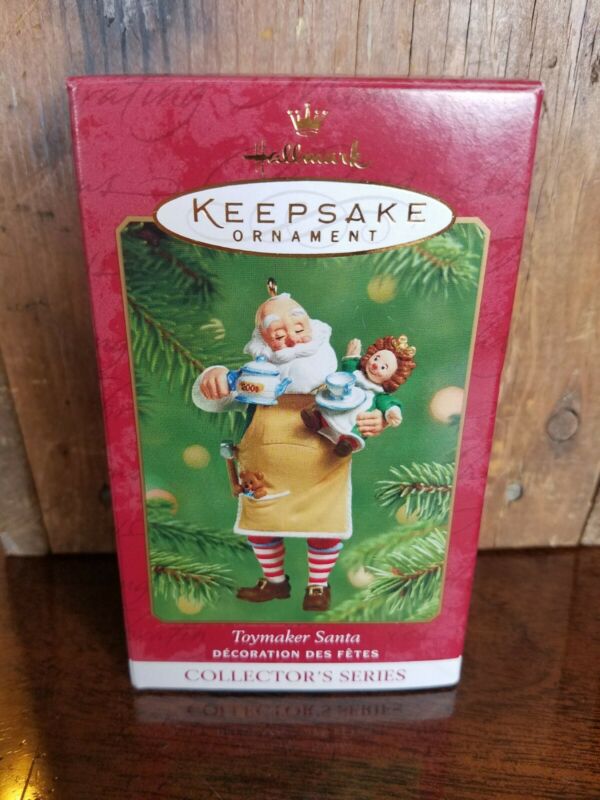 Hallmark
KEEPSAKE
ORNAMENT
Toymaker Santa
DÉCORATION DES FÊTES
COLLECTOR'S SERIES